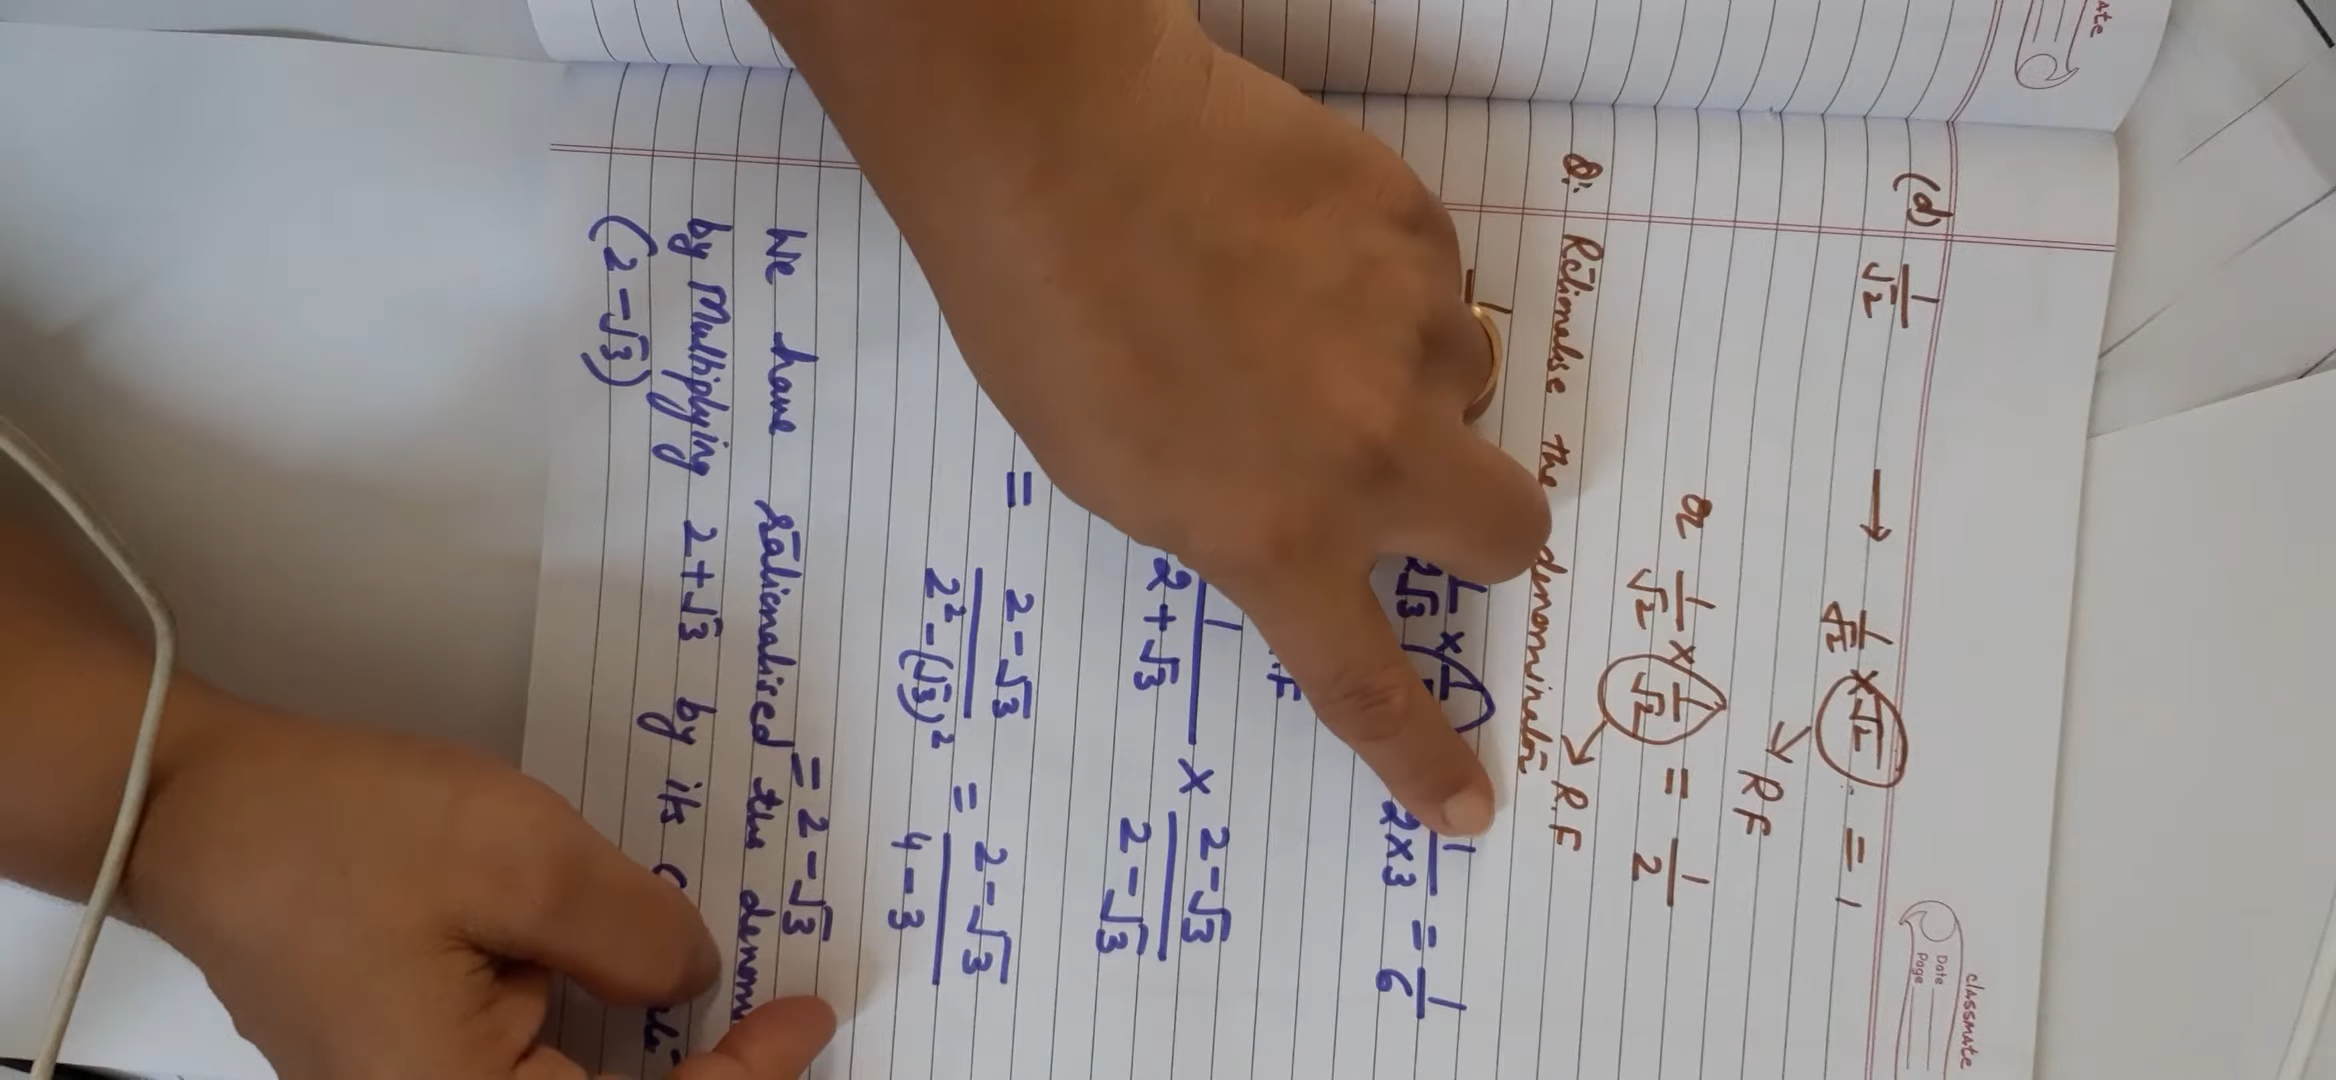 classmate
Date
Page
(d) 1/√2 → 1/√2 × √2 = 1
RF
or 1/√2 × 1/√2 = 1/2
R.F
Q: Rationalise the denominator
1/2√3 × 1/ 1/2×3 = 1/6
1/2+√3 × 2-√3/2-√3
= 2-√3/2²-(√3)² = 2-√3/4-3
= 2-√3
We have rationalised the
by Multiplying 2+√3 by its
(2-√3)